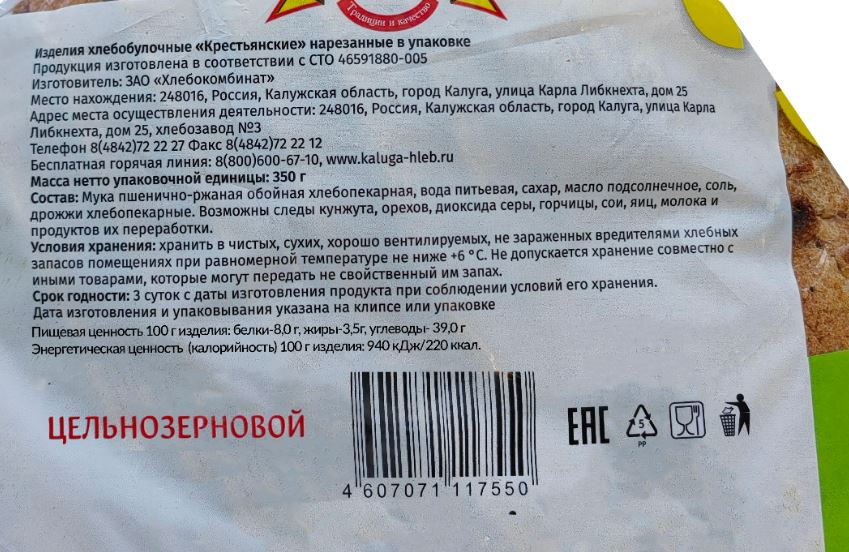 Традиции и качество
Изделия хлебобулочные «Крестьянские» нарезанные в упаковке
Продукция изготовлена в соответствии с СТО 46591880-005
Изготовитель: ЗАО «Хлебокомбинат»
Место нахождения: 248016, Россия, Калужская область, город Калуга, улица Карла Либкнехта, дом 25
Адрес места осуществления деятельности: 248016, Россия, Калужская область, город Калуга, улица Карла
Либкнехта, дом 25, хлебозавод №3
Телефон 8(4842)72 22 27 Факс 8(4842)72 22 12
Бесплатная горячая линия: 8(800)600-67-10, www.kaluga-hleb.ru
Масса нетто упаковочной единицы: 350 г
Состав: Мука пшенично-ржаная обойная хлебопекарная, вода питьевая, сахар, масло подсолнечное, соль,
дрожжи хлебопекарные. Возможны следы кунжута, орехов, диоксида серы, горчицы, сои, яиц, молока и
продуктов их переработки.
Условия хранения: хранить в чистых, сухих, хорошо вентилируемых, не зараженных вредителями хлебных
запасов помещениях при равномерной температуре не ниже +6 °С. Не допускается хранение совместно с
иными товарами, которые могут передать не свойственный им запах.
Срок годности: 3 суток с даты изготовления продукта при соблюдении условий его хранения.
Дата изготовления и упаковывания указана на клипсе или упаковке
Пищевая ценность 100 г изделия: белки-8,0 г, жиры-3,5г, углеводы- 39,0 г
Энергетическая ценность (калорийность) 100 г изделия: 940 кДж/220 ккал.
ЦЕЛЬНОЗЕРНОВОЙ
EAC
5
PP
4 607071 117550